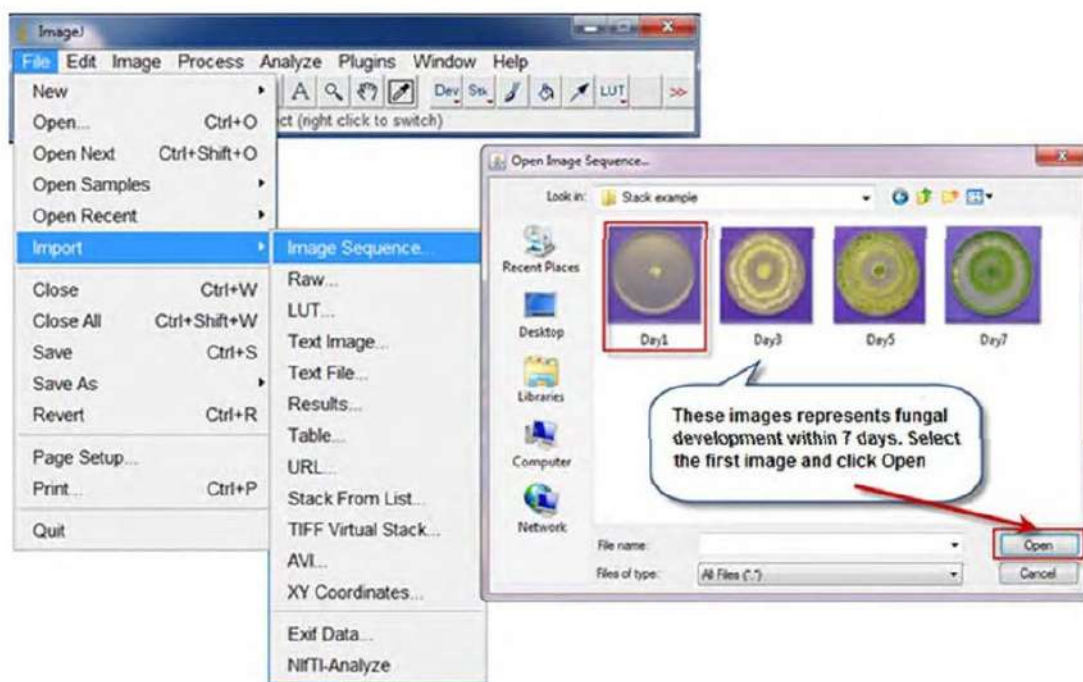 ImageJ
File Edit Image Process Analyze Plugins Window Help
A Dev Stk LUT >>
ect (right click to switch)
New
Open... Ctrl+O
Open Next Ctrl+Shift+O
Open Samples
Open Recent
Import
Close Ctrl+W
Close All Ctrl+Shift+W
Save Ctrl+S
Save As
Revert Ctrl+R
Page Setup...
Print... Ctrl+P
Quit
Image Sequence...
Raw...
LUT...
Text Image...
Text File...
Results...
Table...
URL...
Stack From List...
TIFF Virtual Stack...
AVI...
XY Coordinates...
Exif Data...
NIfTI-Analyze
Open Image Sequence...
Look in: Stack example
Recent Places
Desktop
Libraries
Computer
Network
Day1 Day3 Day5 Day7
These images represents fungal
development within 7 days. Select
the first image and click Open
File name: Open
Files of type: All Files (*.*) Cancel